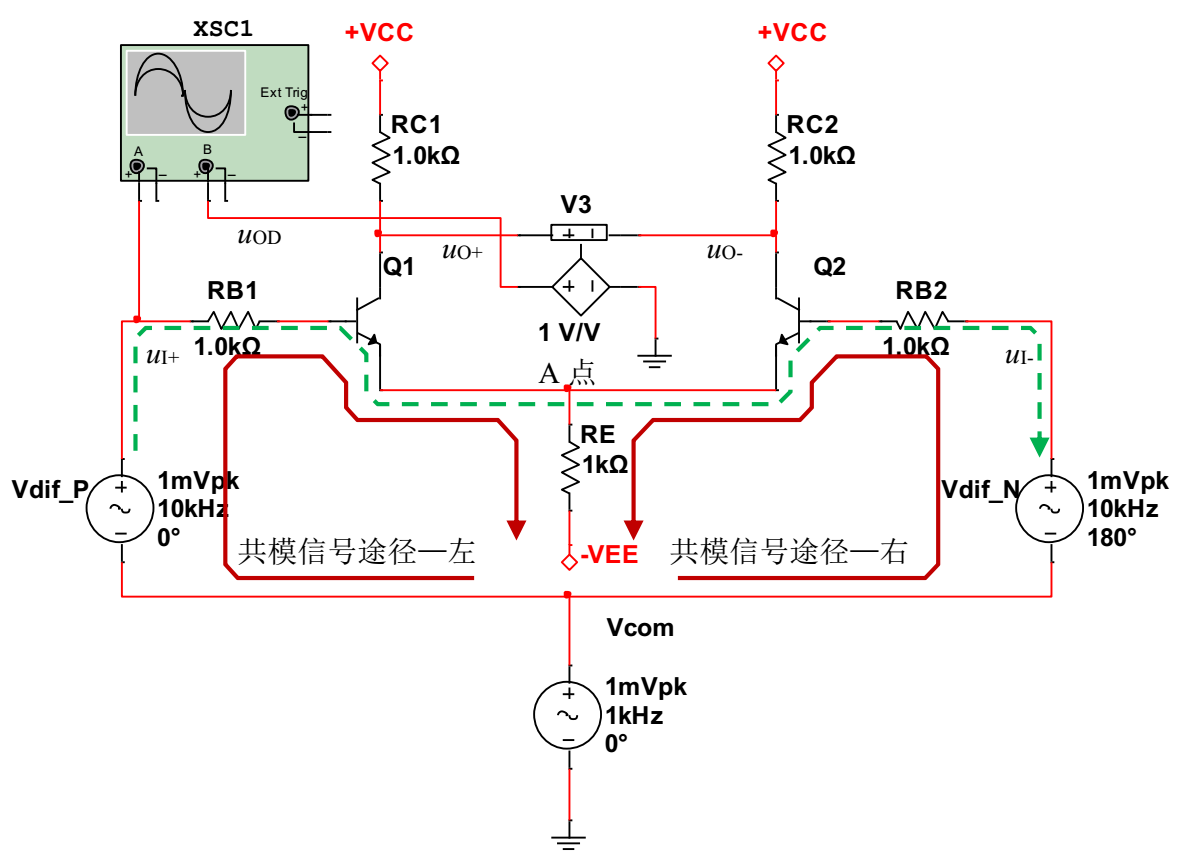 XSC1
+VCC
+VCC
Ext Trig
+
−
A
B
+
−
+
−
RC1
1.0kΩ
RC2
1.0kΩ
V3
+
−
uOD
uO+
uO-
Q1
Q2
+
−
1 V/V
RB1
1.0kΩ
RB2
1.0kΩ
uI+
uI-
A 点
RE
1kΩ
Vdif_P
+
−
1mVpk
10kHz
0°
Vdif_N
+
−
1mVpk
10kHz
180°
共模信号途径—左
共模信号途径—右
-VEE
Vcom
+
−
1mVpk
1kHz
0°